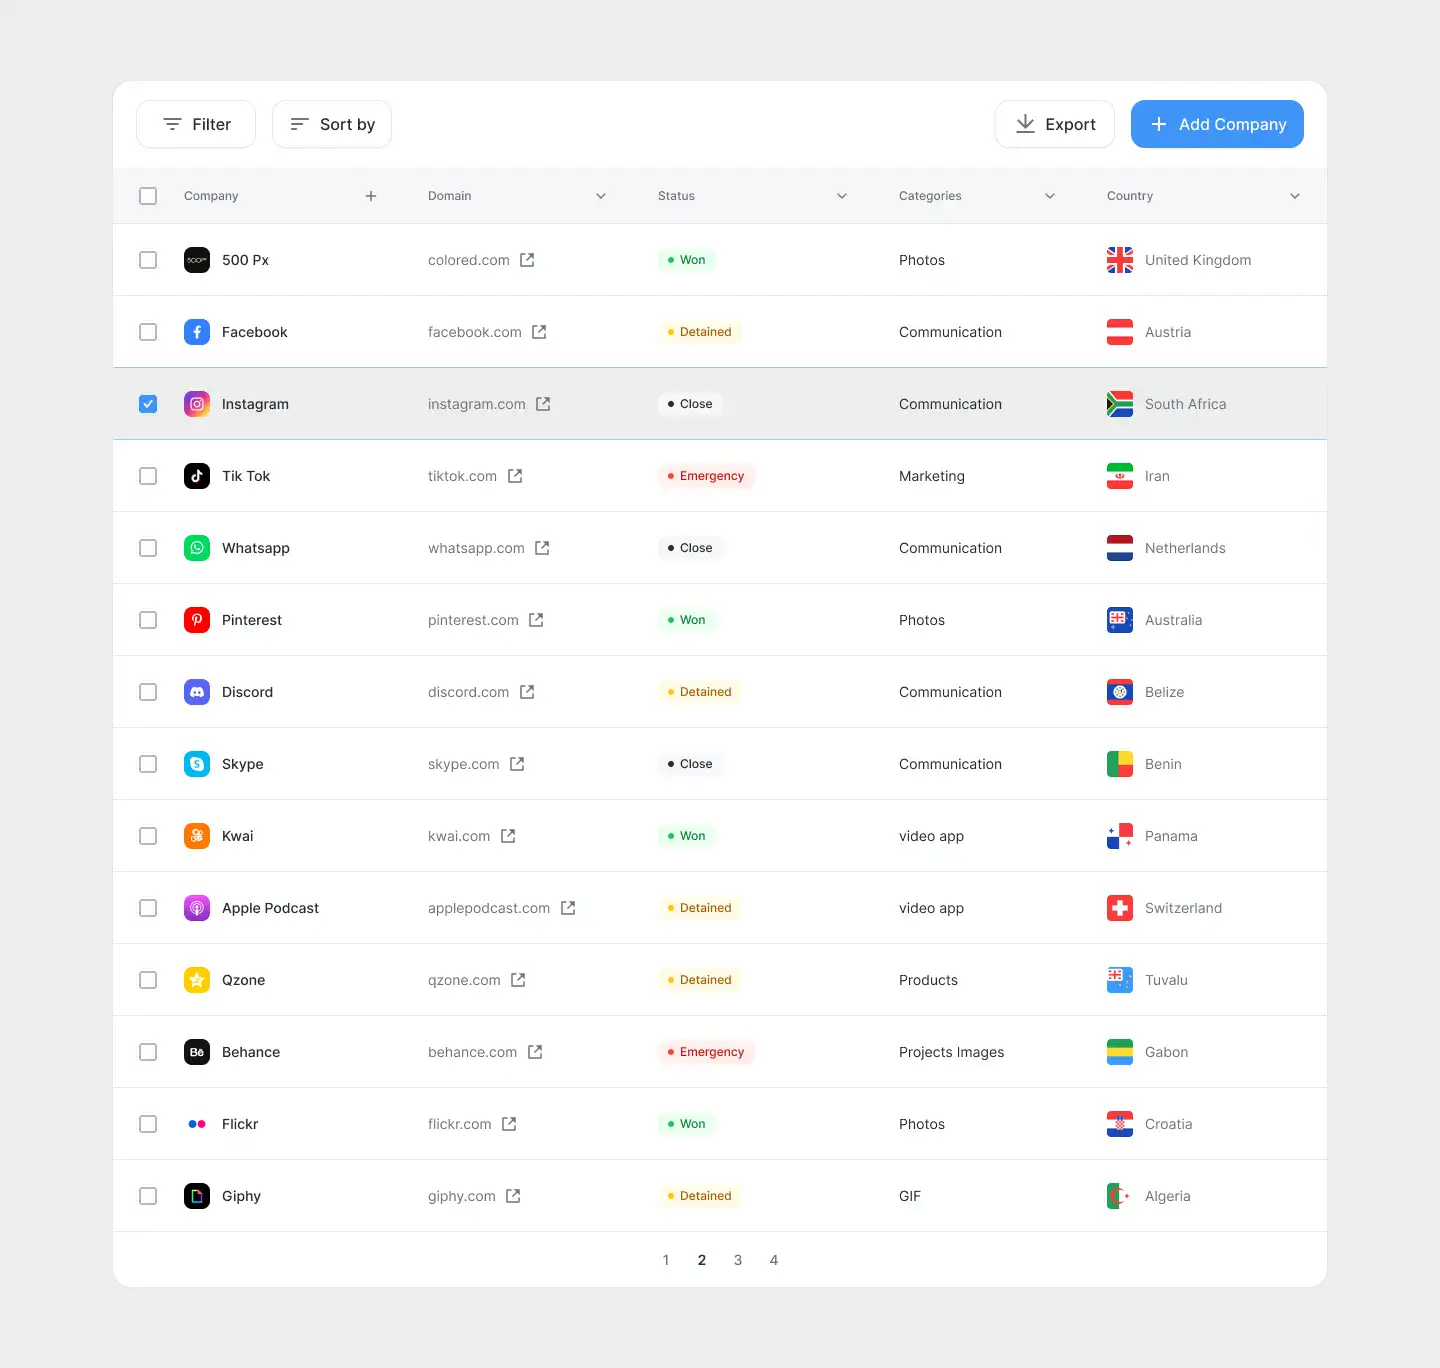 Filter Sort by Export Add Company
Company Domain Status Categories Country
500 Px colored.com Won Photos United Kingdom
Facebook facebook.com Detained Communication Austria
Instagram instagram.com Close Communication South Africa
Tik Tok tiktok.com Emergency Marketing Iran
Whatsapp whatsapp.com Close Communication Netherlands
Pinterest pinterest.com Won Photos Australia
Discord discord.com Detained Communication Belize
Skype skype.com Close Communication Benin
Kwai kwai.com Won video app Panama
Apple Podcast applepodcast.com Detained video app Switzerland
Qzone qzone.com Detained Products Tuvalu
Bē Behance behance.com Emergency Projects Images Gabon
Flickr flickr.com Won Photos Croatia
Giphy giphy.com Detained GIF Algeria
1 2 3 4